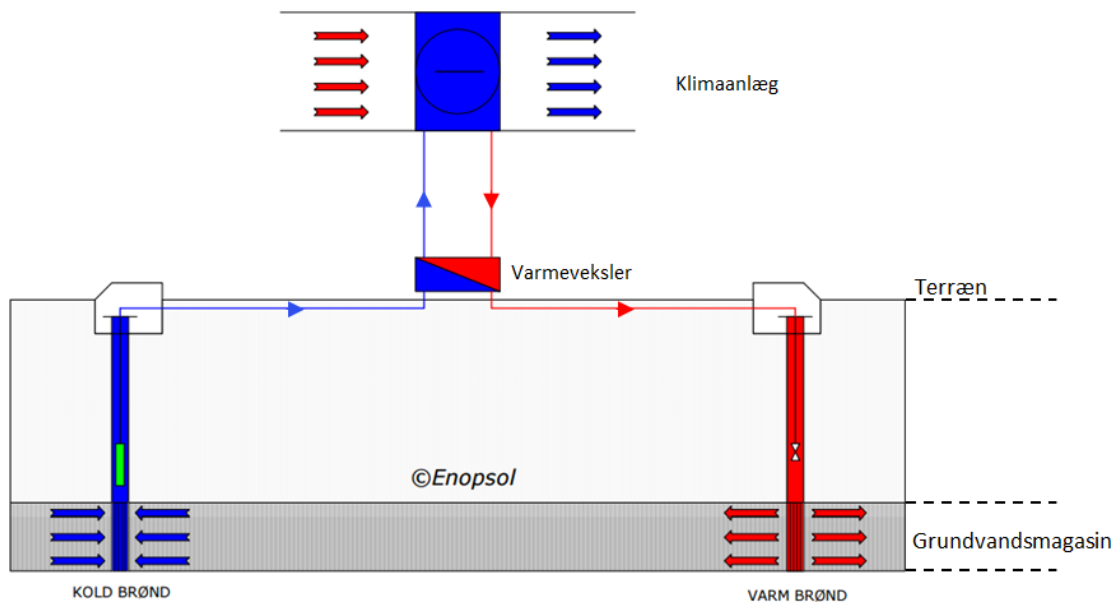 Klimaanlæg
Varmeveksler
Terræn
©Enopsol
Grundvandsmagasin
KOLD BRØND
VARM BRØND